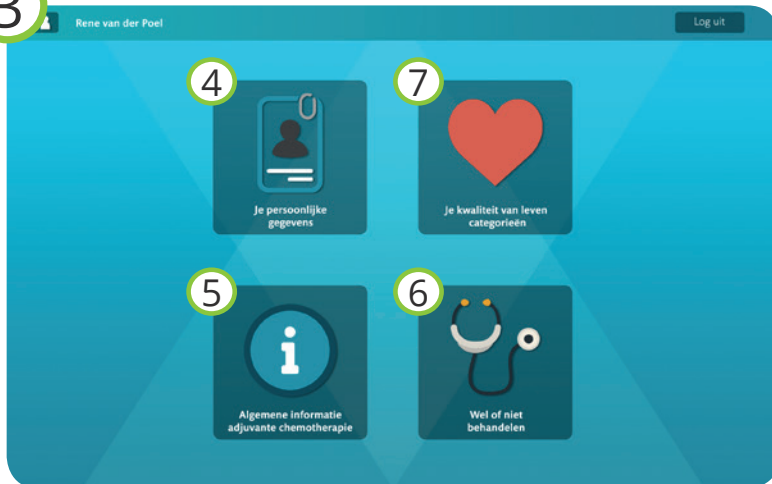 3
Rene van der Poel
Log uit
4
7
Je persoonlijke
gegevens
Je kwaliteit van leven
categorieën
5
6
i
Algemene informatie
adjuvante chemotherapie
Wel of niet
behandelen